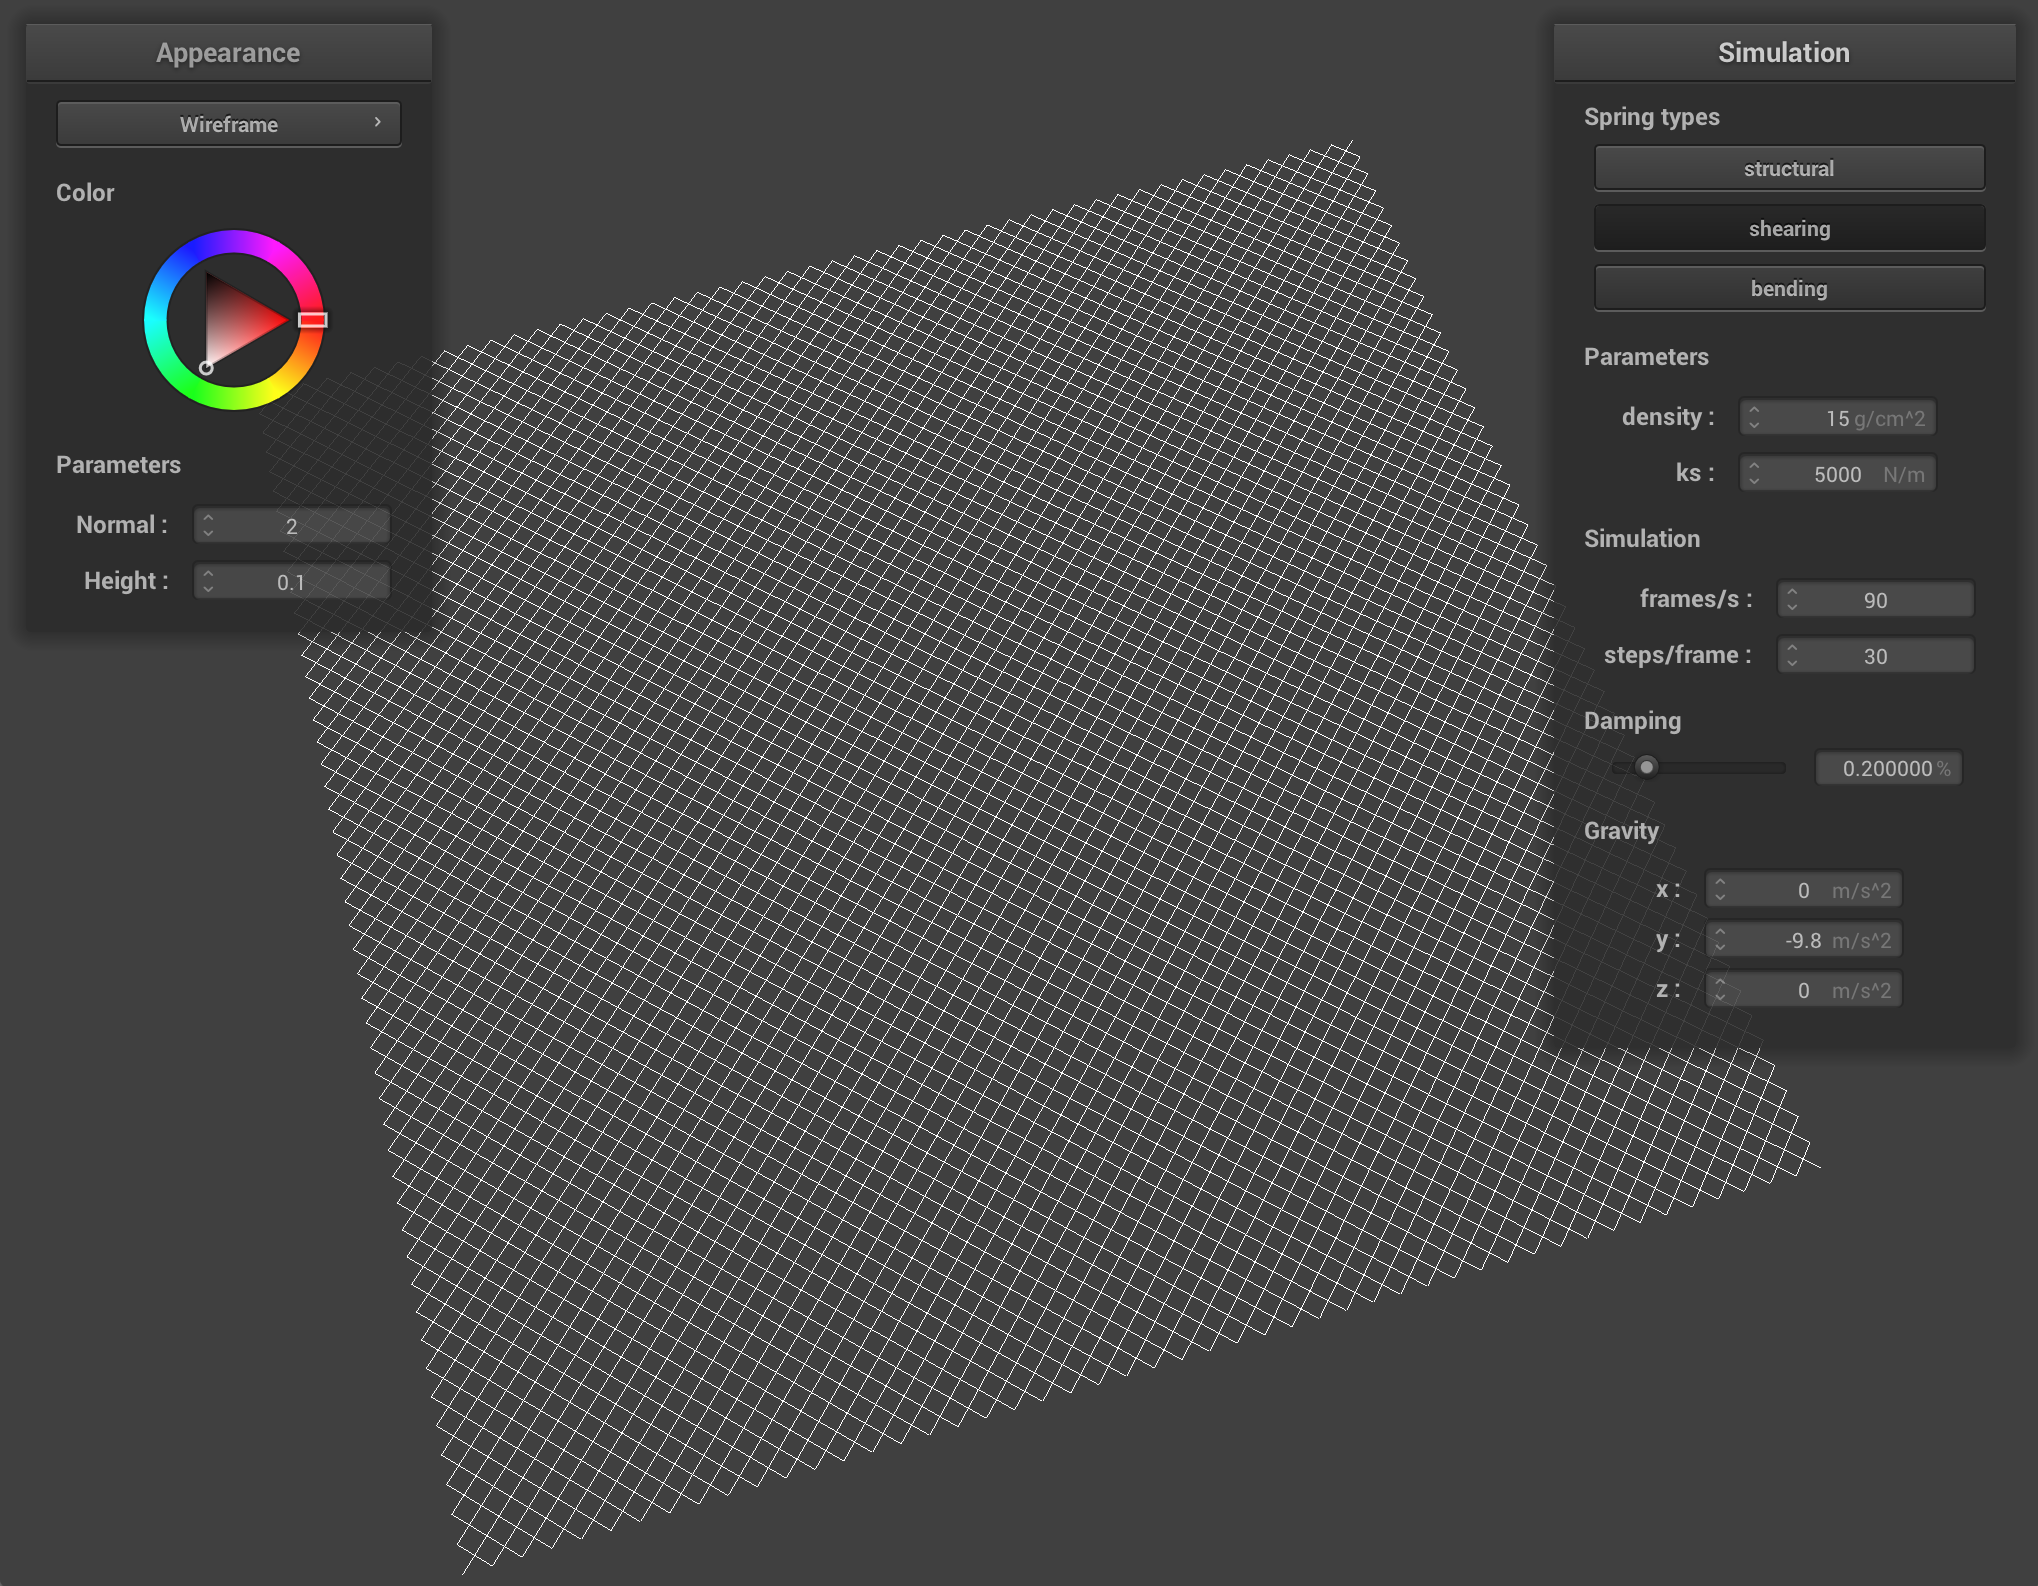 Appearance
Wireframe
Color
Parameters
Normal : 2
Height : 0.1
Simulation
Spring types
structural
shearing
bending
Parameters
density : 15 g/cm^2
ks : 5000 N/m
Simulation
frames/s : 90
steps/frame : 30
Damping
0.200000 %
Gravity
x : 0 m/s^2
y : -9.8 m/s^2
z : 0 m/s^2